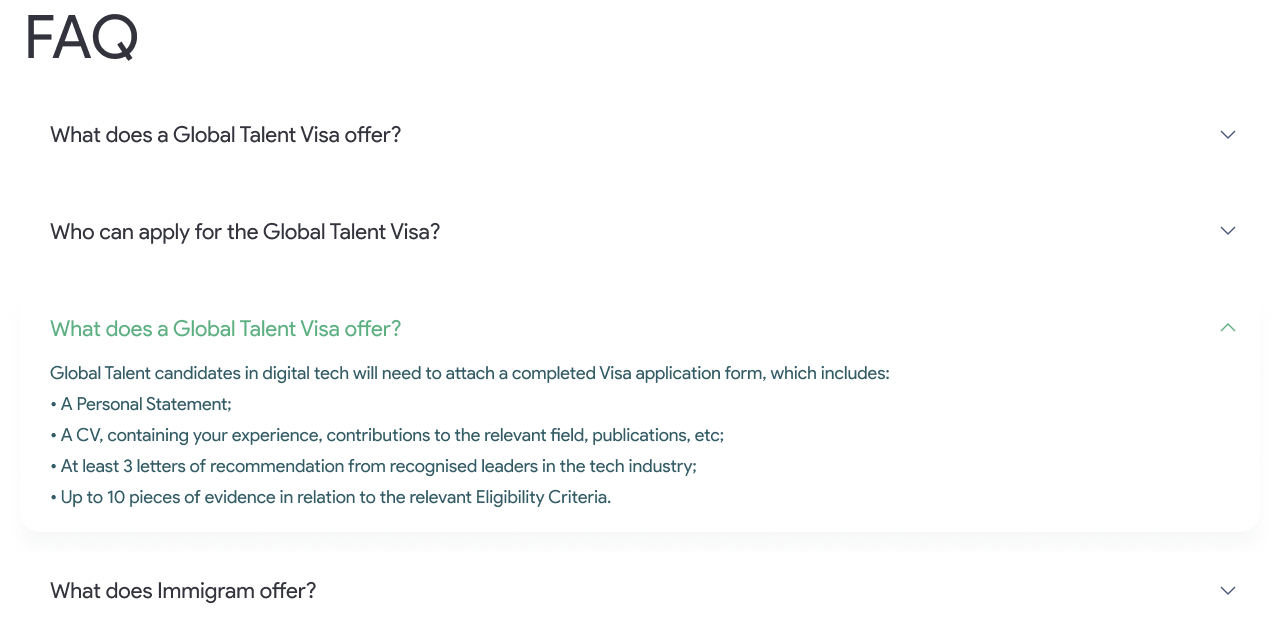 FAQ
What does a Global Talent Visa offer?
Who can apply for the Global Talent Visa?
What does a Global Talent Visa offer?
Global Talent candidates in digital tech will need to attach a completed Visa application form, which includes:
• A Personal Statement;
• A CV, containing your experience, contributions to the relevant field, publications, etc;
• At least 3 letters of recommendation from recognised leaders in the tech industry;
• Up to 10 pieces of evidence in relation to the relevant Eligibility Criteria.
What does Immigram offer?